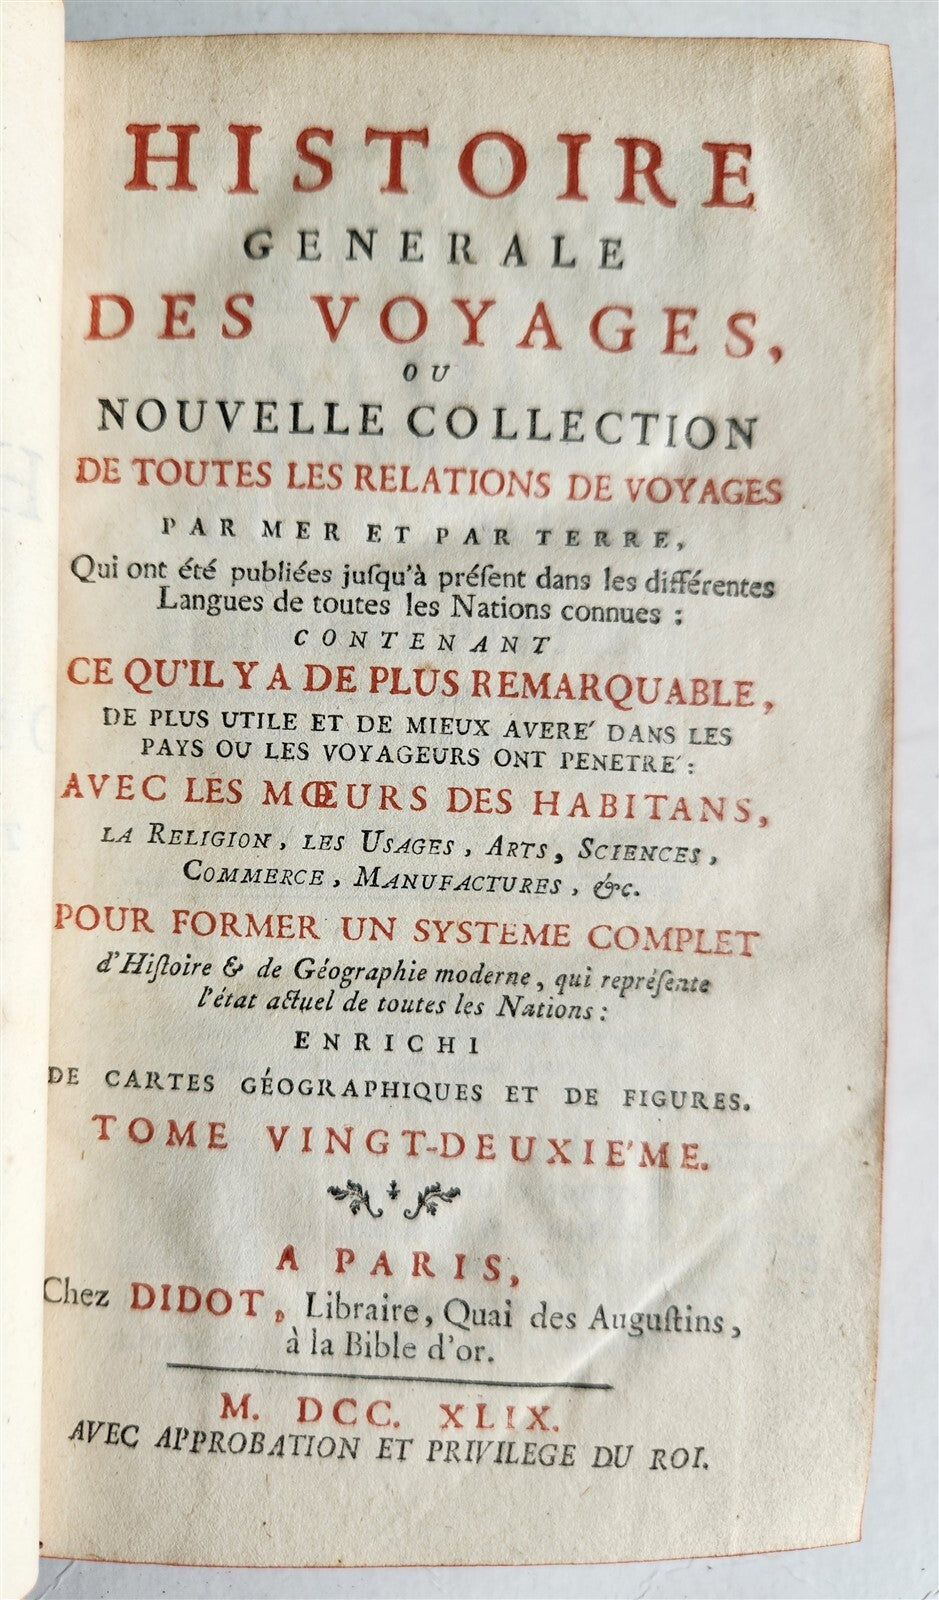 HISTOIRE
GENERALE
DES VOYAGES,
OU
NOUVELLE COLLECTION
DE TOUTES LES RELATIONS DE VOYAGES
PAR MER ET PAR TERRE,
Qui ont été publiées juſqu'à préſent dans les différentes
Langues de toutes les Nations connues :
CONTENANT
CE QU'IL Y A DE PLUS REMARQUABLE,
DE PLUS UTILE ET DE MIEUX AVERE´ DANS LES
PAYS OU LES VOYAGEURS ONT PENETRE´:
AVEC LES MŒURS DES HABITANS,
LA RELIGION, LES USAGES, ARTS, SCIENCES,
COMMERCE, MANUFACTURES, &c.
POUR FORMER UN SYSTEME COMPLET
d'Hiſtoire & de Géographie moderne, qui repréſente
l'état actuel de toutes les Nations :
ENRICHI
DE CARTES GÉOGRAPHIQUES ET DE FIGURES.
TOME VINGT-DEUXIE´ME.
A PARIS,
Chez DIDOT, Libraire, Quai des Auguſtins,
à la Bible d'or.
M. DCC. XLIX.
AVEC APPROBATION ET PRIVILEGE DU ROI.